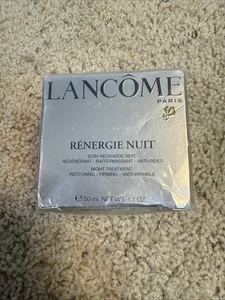 LANCÔME
PARIS
RÉNERGIE NUIT
SOIN RECHARGE NUIT
RÉGÉNÉRANT - RAFFERMISSANT - ANTI-RIDES
NIGHT TREATMENT
RESTORING - FIRMING - ANTI-WRINKLE
℮ 50 ml NET WT. 1.7 OZ.